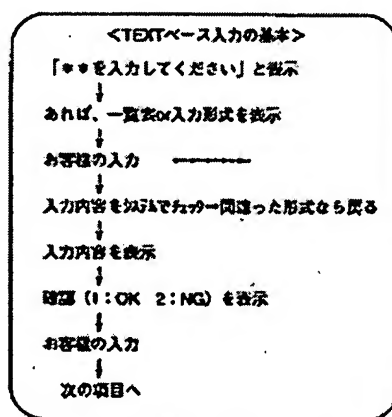 <TEXTベース入力の基本>
「**を入力してください」と表示
あれば、一覧表or入力形式を表示
お客様の入力
入力内容をシステムでチェック→間違った形式なら戻る
入力内容を表示
確認(1:OK 2:NG)を表示
お客様の入力
次の項目へ